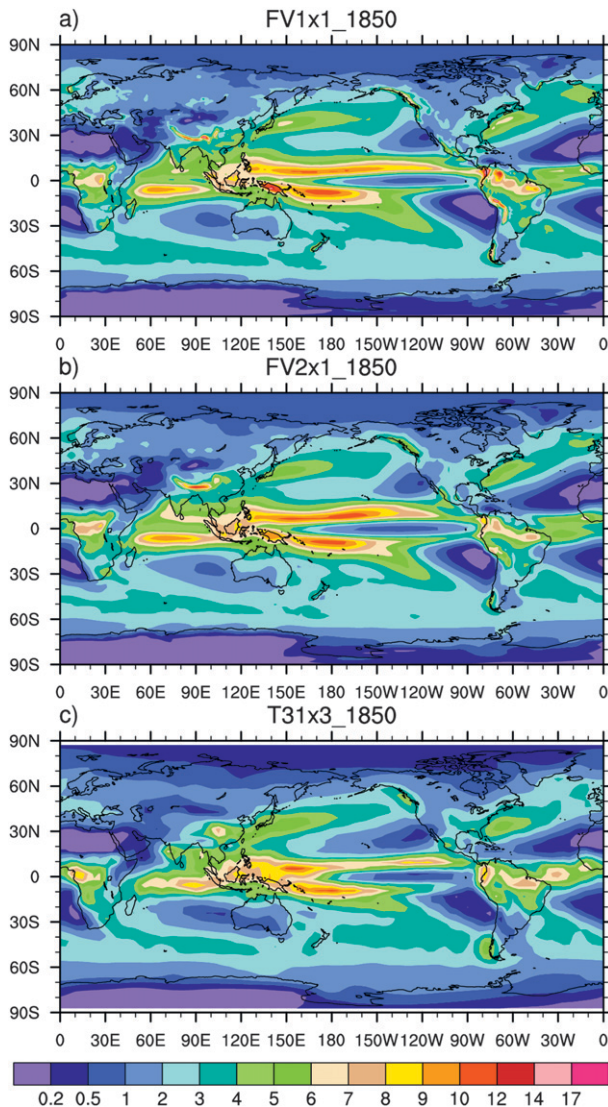 a) FV1x1_1850
90N
60N
30N
0
30S
60S
90S
0 30E 60E 90E 120E 150E 180 150W 120W 90W 60W 30W 0
b) FV2x1_1850
90N
60N
30N
0
30S
60S
90S
0 30E 60E 90E 120E 150E 180 150W 120W 90W 60W 30W 0
c) T31x3_1850
90N
60N
30N
0
30S
60S
90S
0 30E 60E 90E 120E 150E 180 150W 120W 90W 60W 30W 0
0.2 0.5 1 2 3 4 5 6 7 8 9 10 12 14 17